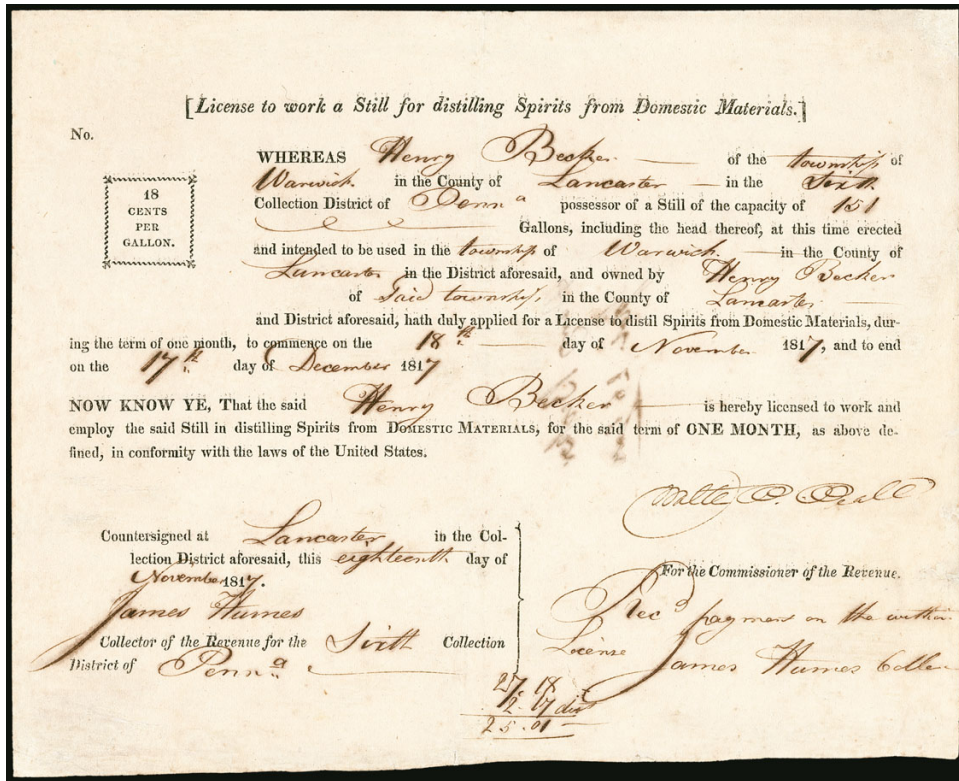 [License to work a Still for distilling Spirits from Domestic Materials.]
No.
18
CENTS
PER
GALLON.
WHEREAS Henry Becker of the township of
Warwick in the County of Lancaster in the Sixth
Collection District of Penna possessor of a Still of the capacity of 151
Gallons, including the head thereof, at this time erected
and intended to be used in the township of Warwick in the County of
Lancaster in the District aforesaid, and owned by Henry Becker
of Said township, in the County of Lancaster
and District aforesaid, hath duly applied for a License to distil Spirits from Domestic Materials, dur-
ing the term of one month, to commence on the 18th day of November 1817, and to end
on the 17th day of December 1817
NOW KNOW YE, That the said Henry Becker is hereby licensed to work and
employ the said Still in distilling Spirits from DOMESTIC MATERIALS, for the said term of ONE MONTH, as above de-
fined, in conformity with the laws of the United States.
Countersigned at Lancaster in the Col-
lection District aforesaid, this eighteenth day of
November 1817.
James Humes
Collector of the Revenue for the Sixth Collection
District of Penna
For the Commissioner of the Revenue.
Recd payment on the within
License James Humes
27.18
2.17 dist
25.01